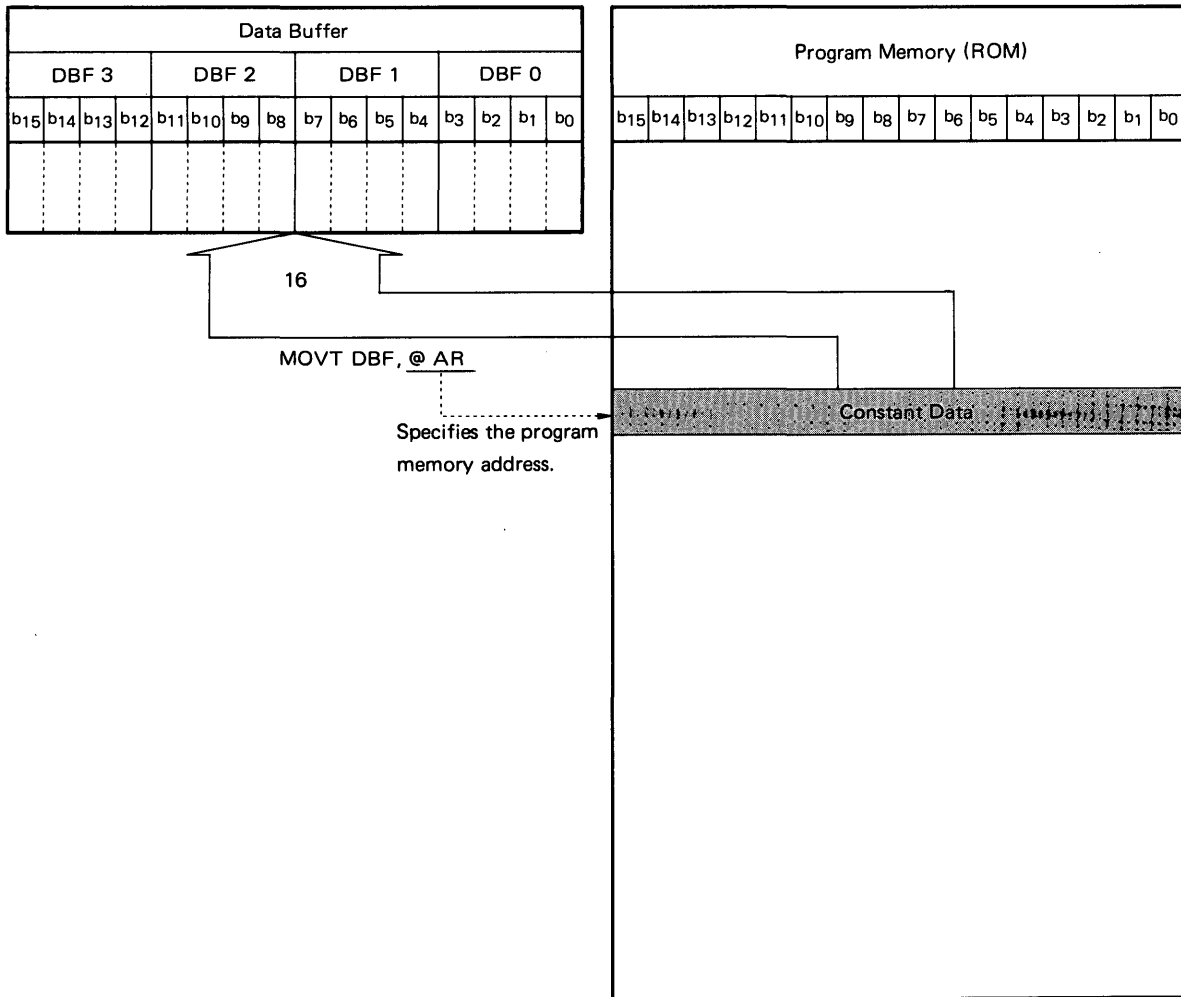 Data Buffer
DBF 3 DBF 2 DBF 1 DBF 0
b15 b14 b13 b12 b11 b10 b9 b8 b7 b6 b5 b4 b3 b2 b1 b0
Program Memory (ROM)
b15 b14 b13 b12 b11 b10 b9 b8 b7 b6 b5 b4 b3 b2 b1 b0
16
MOVT DBF, @ AR
Constant Data
Specifies the program
memory address.